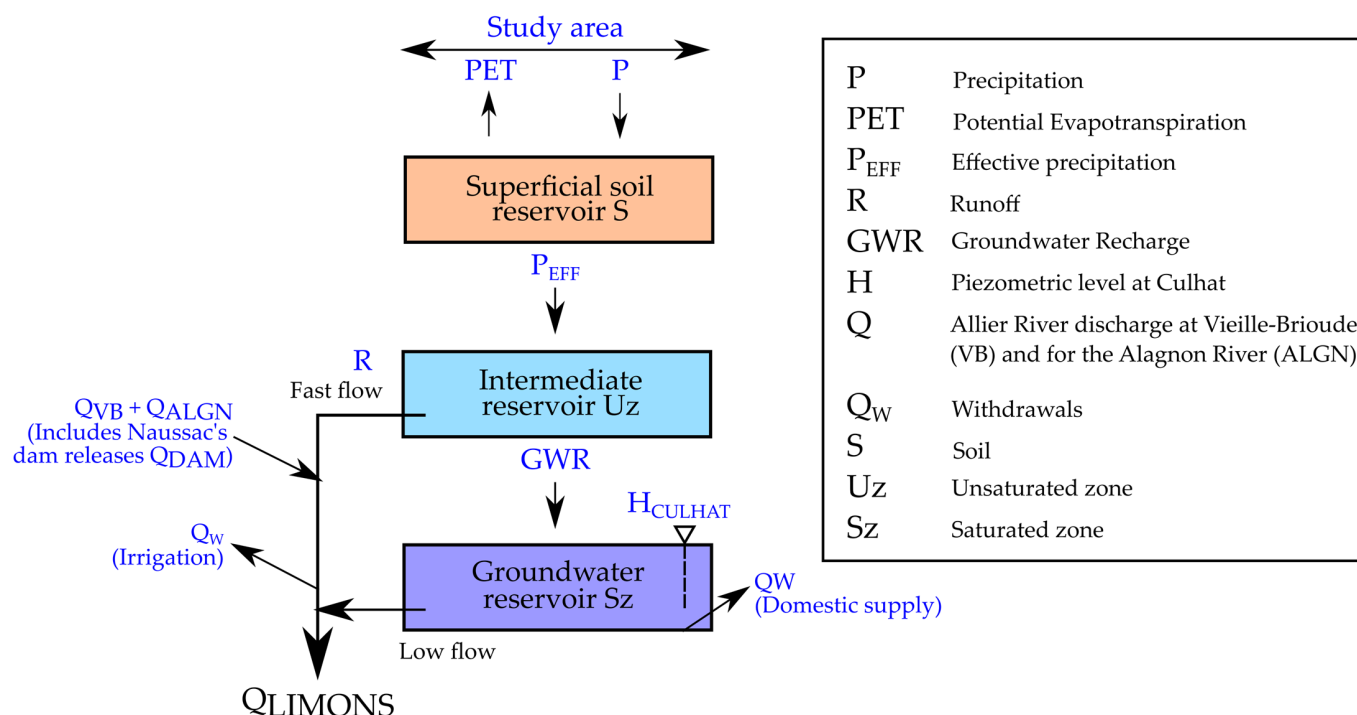 Study area
PET
P
Superficial soil
reservoir S
PEFF
R
Fast flow
Intermediate
reservoir Uz
QVB + QALGN
(Includes Naussac's
dam releases QDAM)
GWR
HCULHAT
QW
(Irrigation)
Groundwater
reservoir Sz
QW
(Domestic supply)
Low flow
QLIMONS
P Precipitation
PET Potential Evapotranspiration
PEFF Effective precipitation
R Runoff
GWR Groundwater Recharge
H Piezometric level at Culhat
Q Allier River discharge at Vieille-Brioude
(VB) and for the Alagnon River (ALGN)
QW Withdrawals
S Soil
Uz Unsaturated zone
Sz Saturated zone